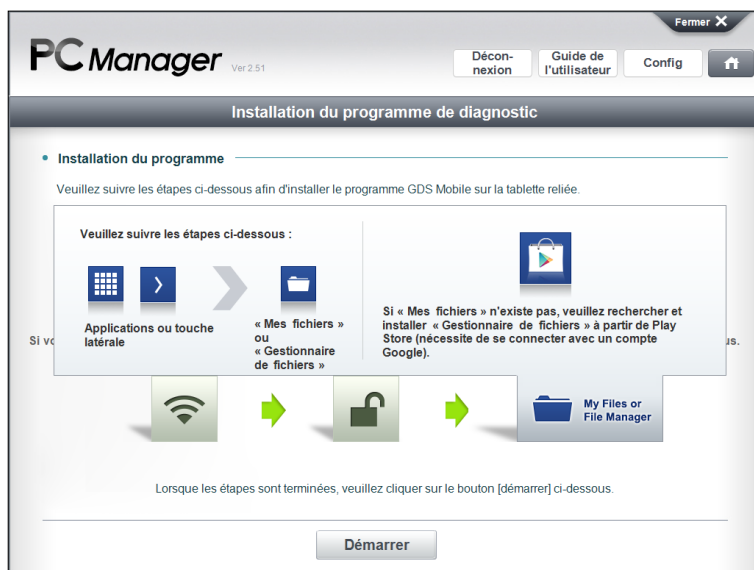 Fermer X
PC Manager Ver 2.51
Décon-
nexion
Guide de
l'utilisateur
Config
Installation du programme de diagnostic
Installation du programme
Veuillez suivre les étapes ci-dessous afin d'installer le programme GDS Mobile sur la tablette reliée.
Veuillez suivre les étapes ci-dessous :
Applications ou touche
latérale
« Mes fichiers »
ou
« Gestionnaire
de fichiers »
Si « Mes fichiers » n'existe pas, veuillez rechercher et
installer « Gestionnaire de fichiers » à partir de Play
Store (nécessite de se connecter avec un compte
Google).
Si
us.
My Files or
File Manager
Lorsque les étapes sont terminées, veuillez cliquer sur le bouton [démarrer] ci-dessous.
Démarrer